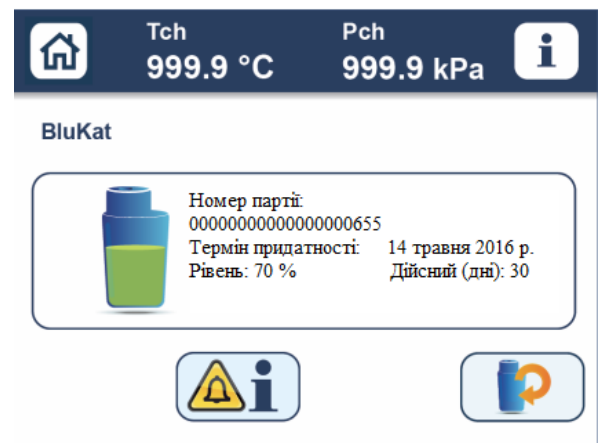 Tch Pch
999.9 °C 999.9 kPa
BluKat
Номер партії:
00000000000000000655
Термін придатності: 14 травня 2016 р.
Рівень: 70 % Дійсний (дні): 30